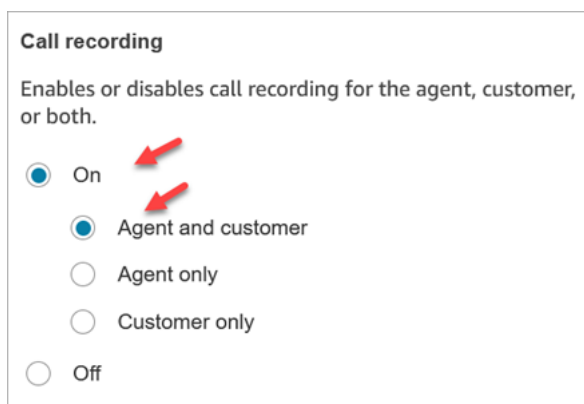 Call recording
Enables or disables call recording for the agent, customer,
or both.
On
Agent and customer
Agent only
Customer only
Off